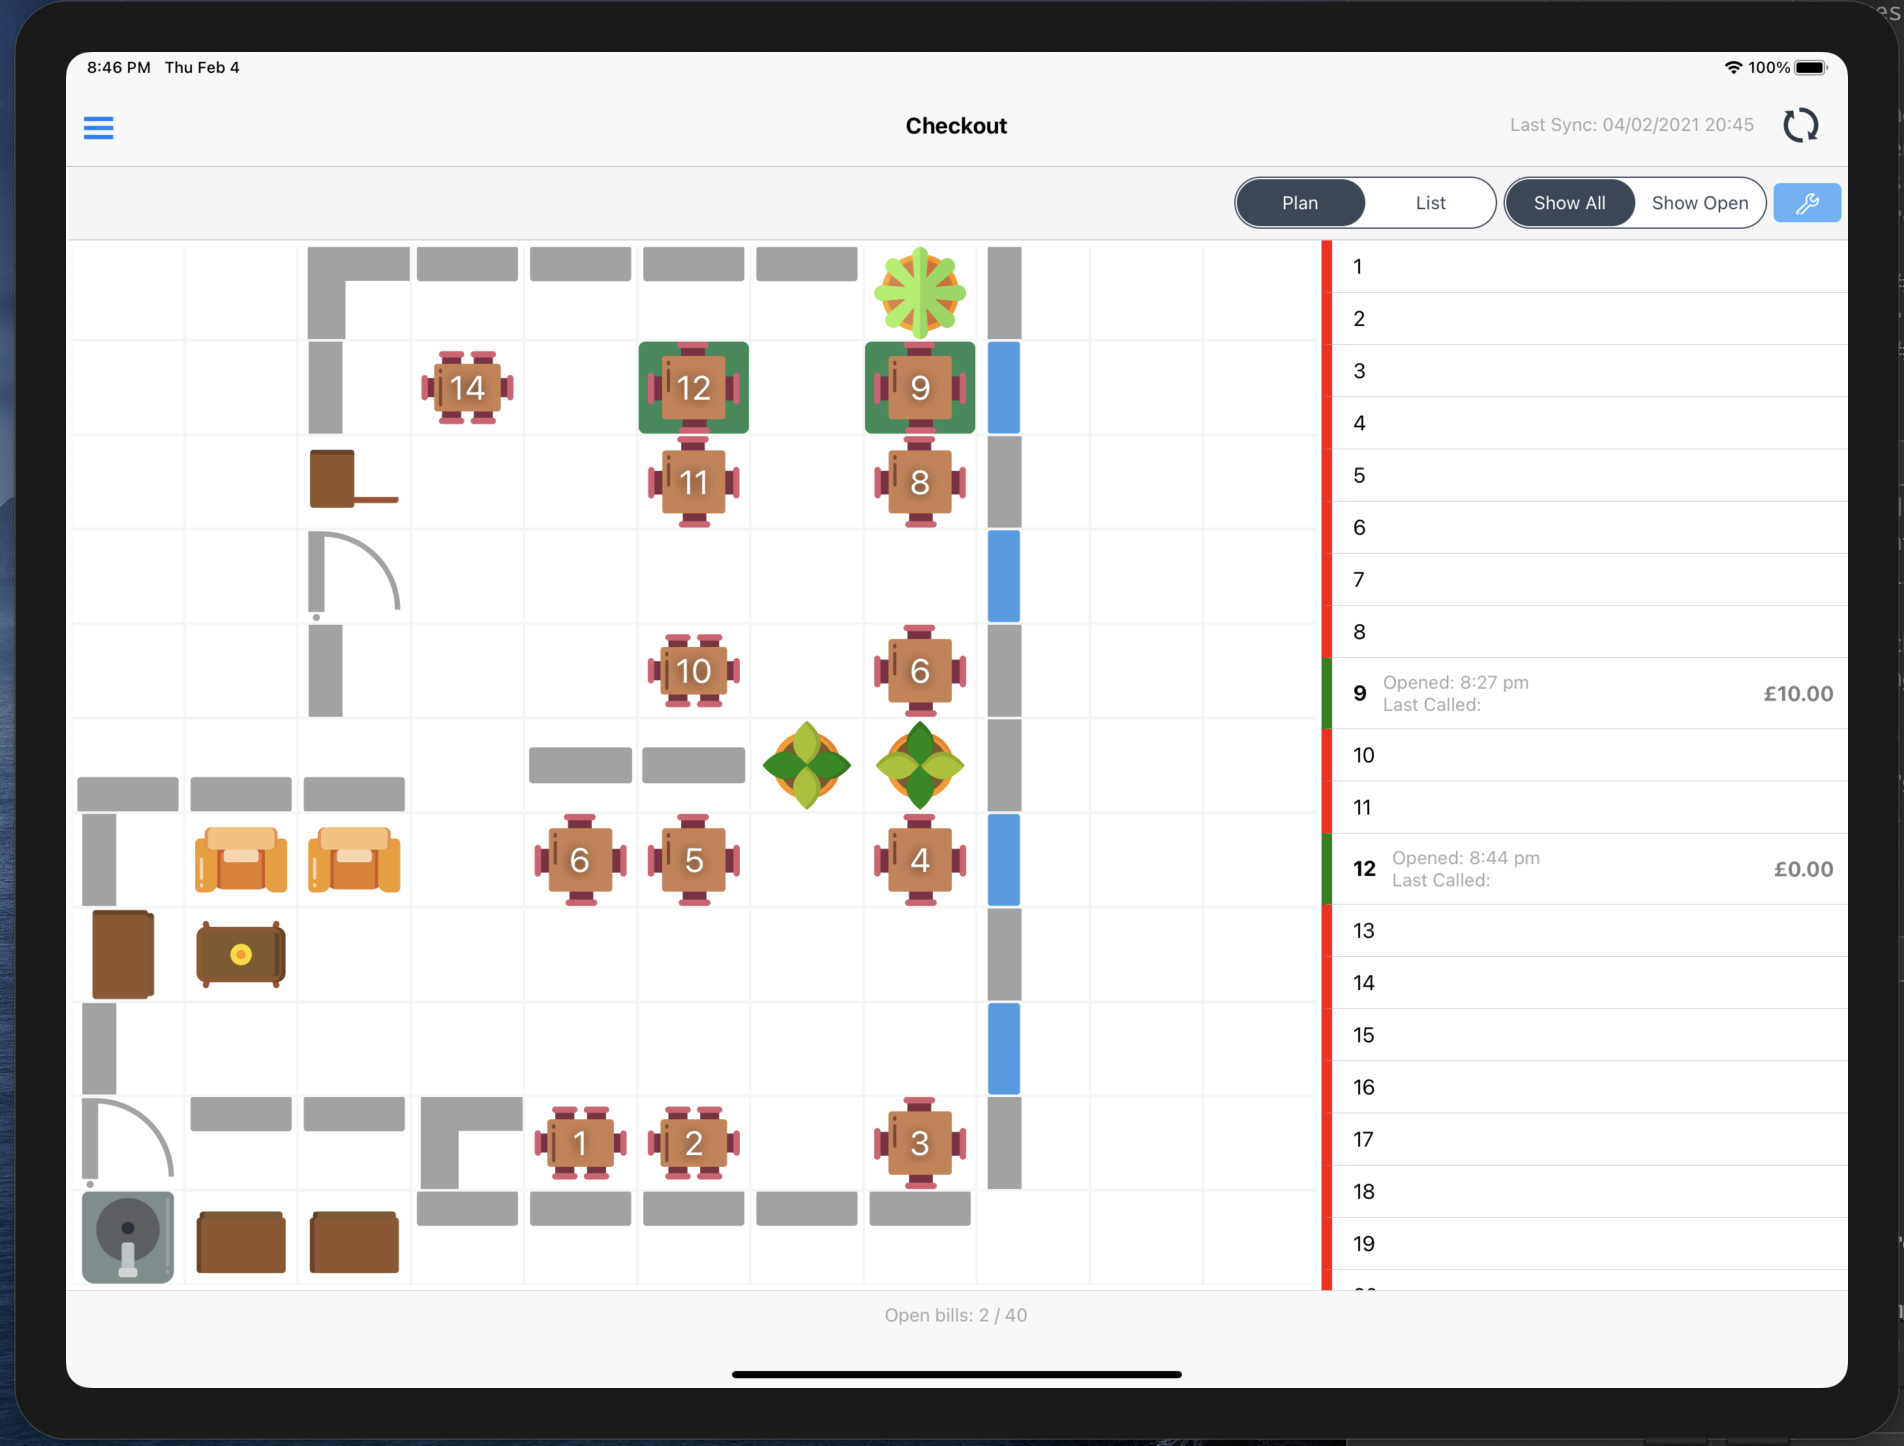 8:46 PM Thu Feb 4
100%
Checkout
Last Sync: 04/02/2021 20:45
Plan
List
Show All
Show Open
14
12
9
11
8
10
6
6
5
4
1
2
3
1
2
3
4
5
6
7
8
9
Opened: 8:27 pm
Last Called:
£10.00
10
11
12
Opened: 8:44 pm
Last Called:
£0.00
13
14
15
16
17
18
19
Open bills: 2 / 40